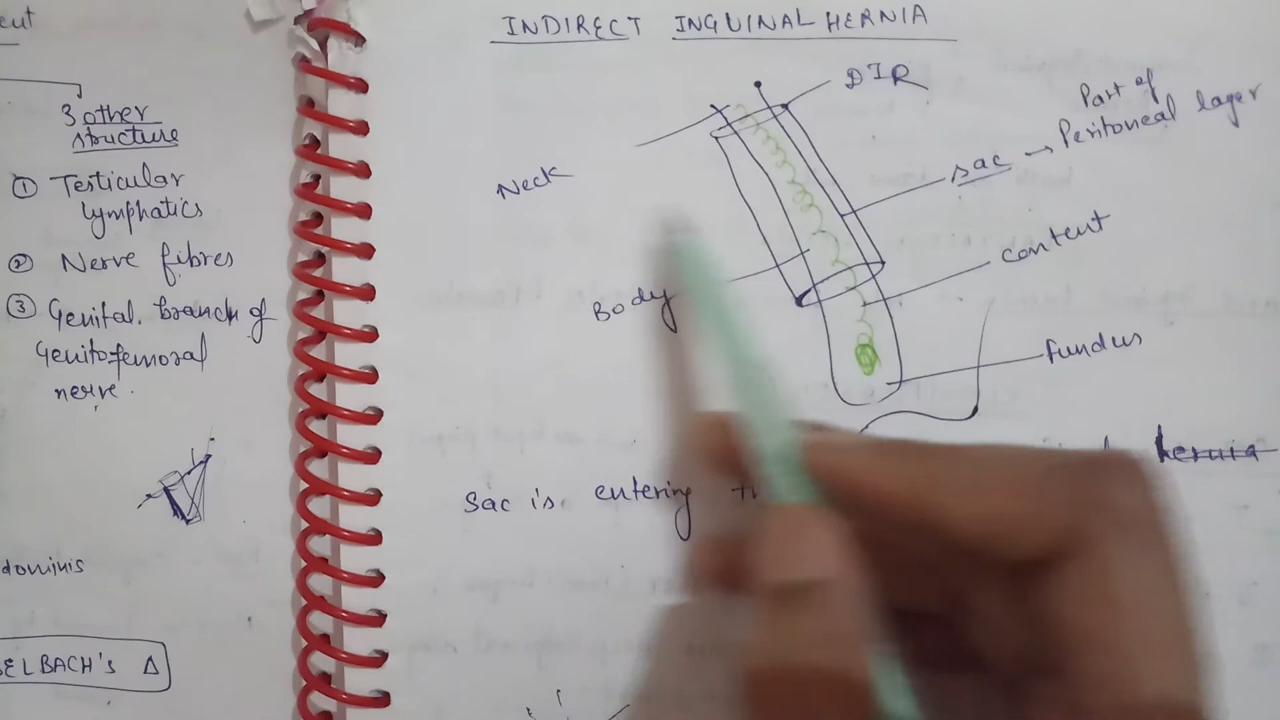 ent
3 other
structure
① Testicular
lymphatics
② Nerve fibres
③ Genital. branch of
Genitofemoral
nerve.
dominis
ELBACH'S Δ
INDIRECT INGUINAL HERNIA
DIR
Part of
Peritoneal layer
sac →
Neck
content
Body
fundus
hernia
Sac is entering